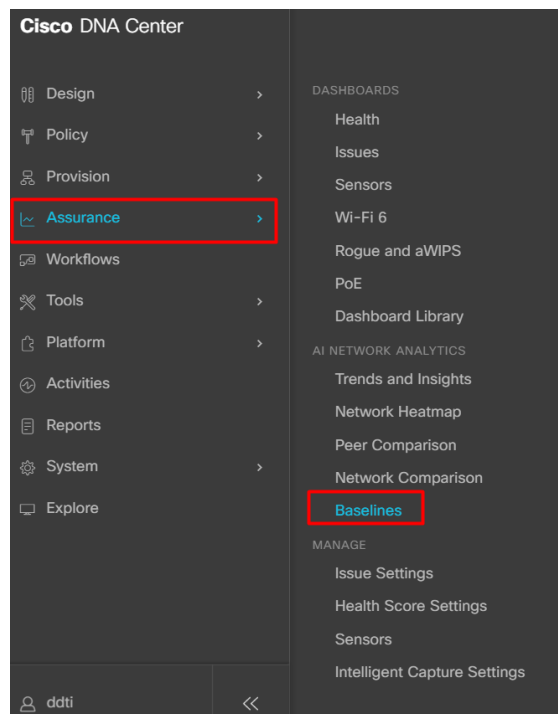 Cisco DNA Center
Design
Policy
Provision
Assurance
Workflows
Tools
Platform
Activities
Reports
System
Explore
ddti
DASHBOARDS
Health
Issues
Sensors
Wi-Fi 6
Rogue and aWIPS
PoE
Dashboard Library
AI NETWORK ANALYTICS
Trends and Insights
Network Heatmap
Peer Comparison
Network Comparison
Baselines
MANAGE
Issue Settings
Health Score Settings
Sensors
Intelligent Capture Settings